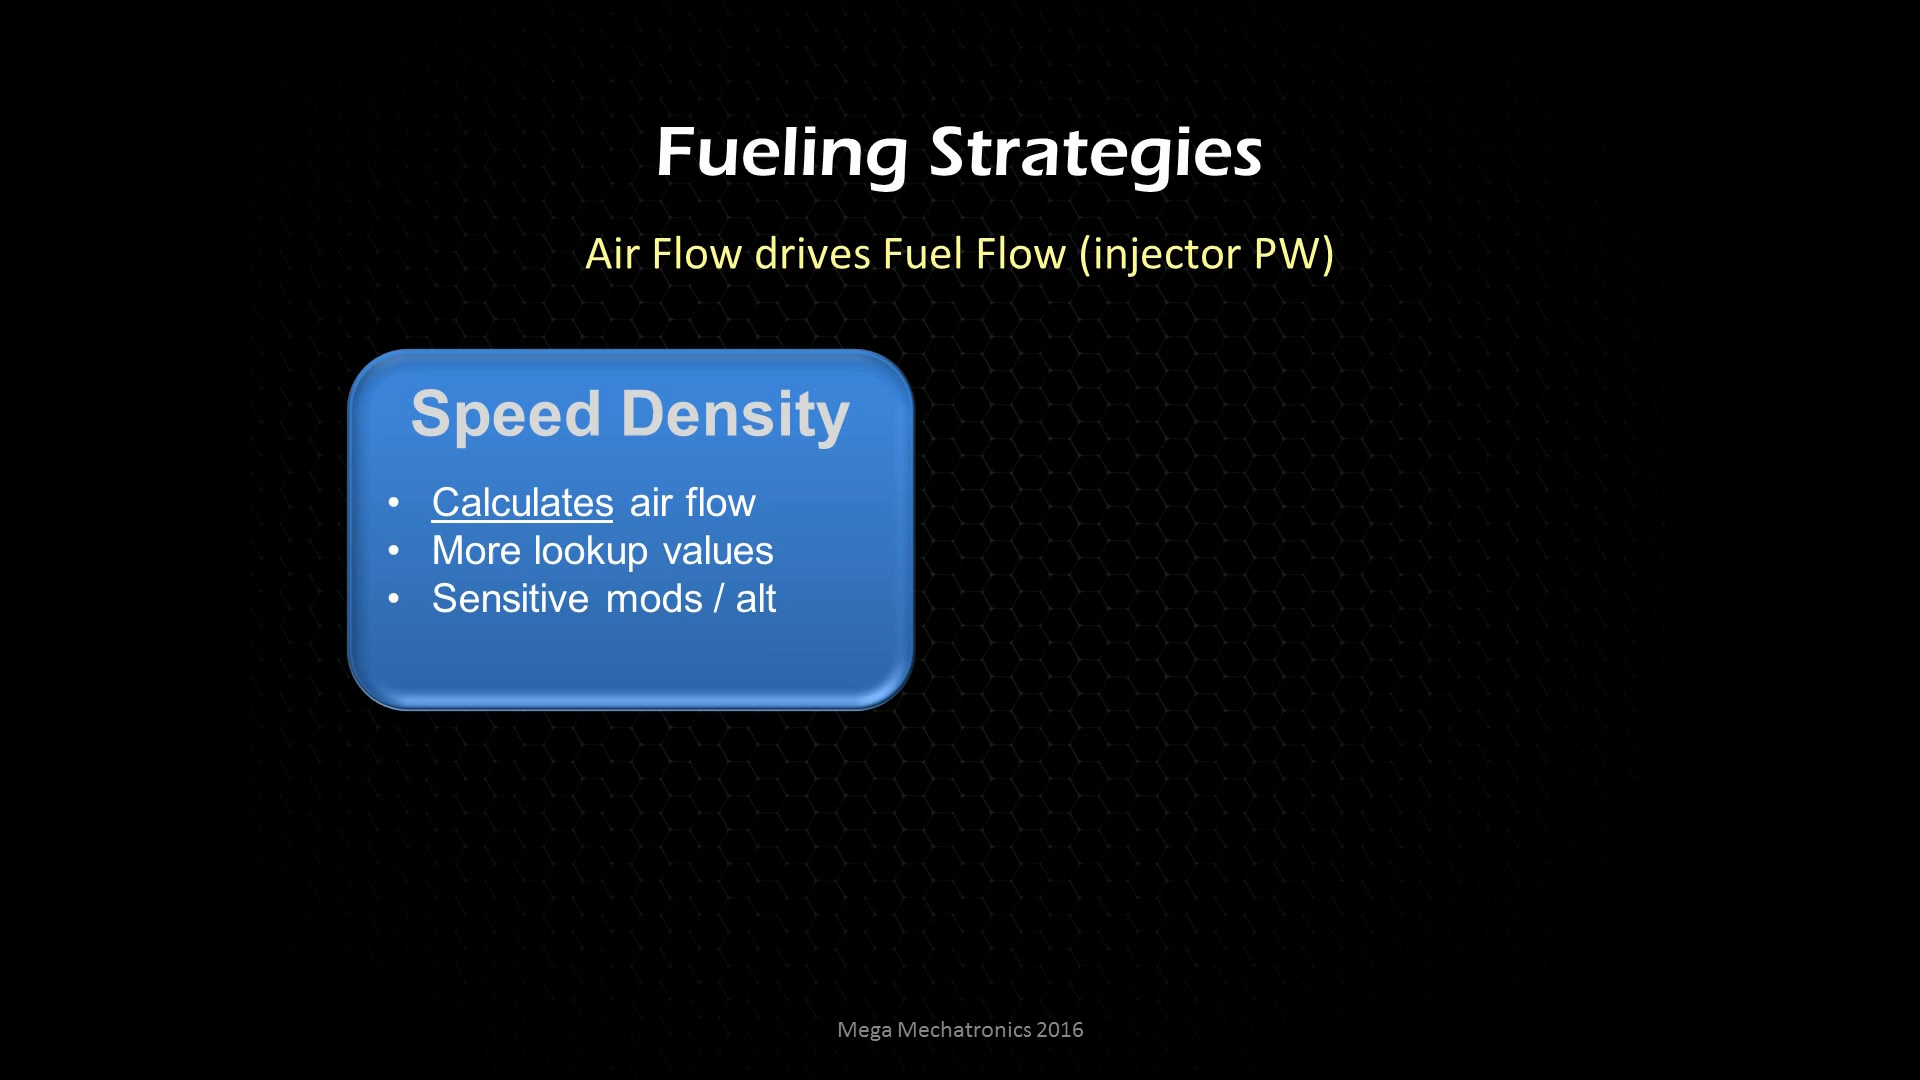 Fueling Strategies
Air Flow drives Fuel Flow (injector PW)
Speed Density
• Calculates air flow
• More lookup values
• Sensitive mods / alt
Mega Mechatronics 2016